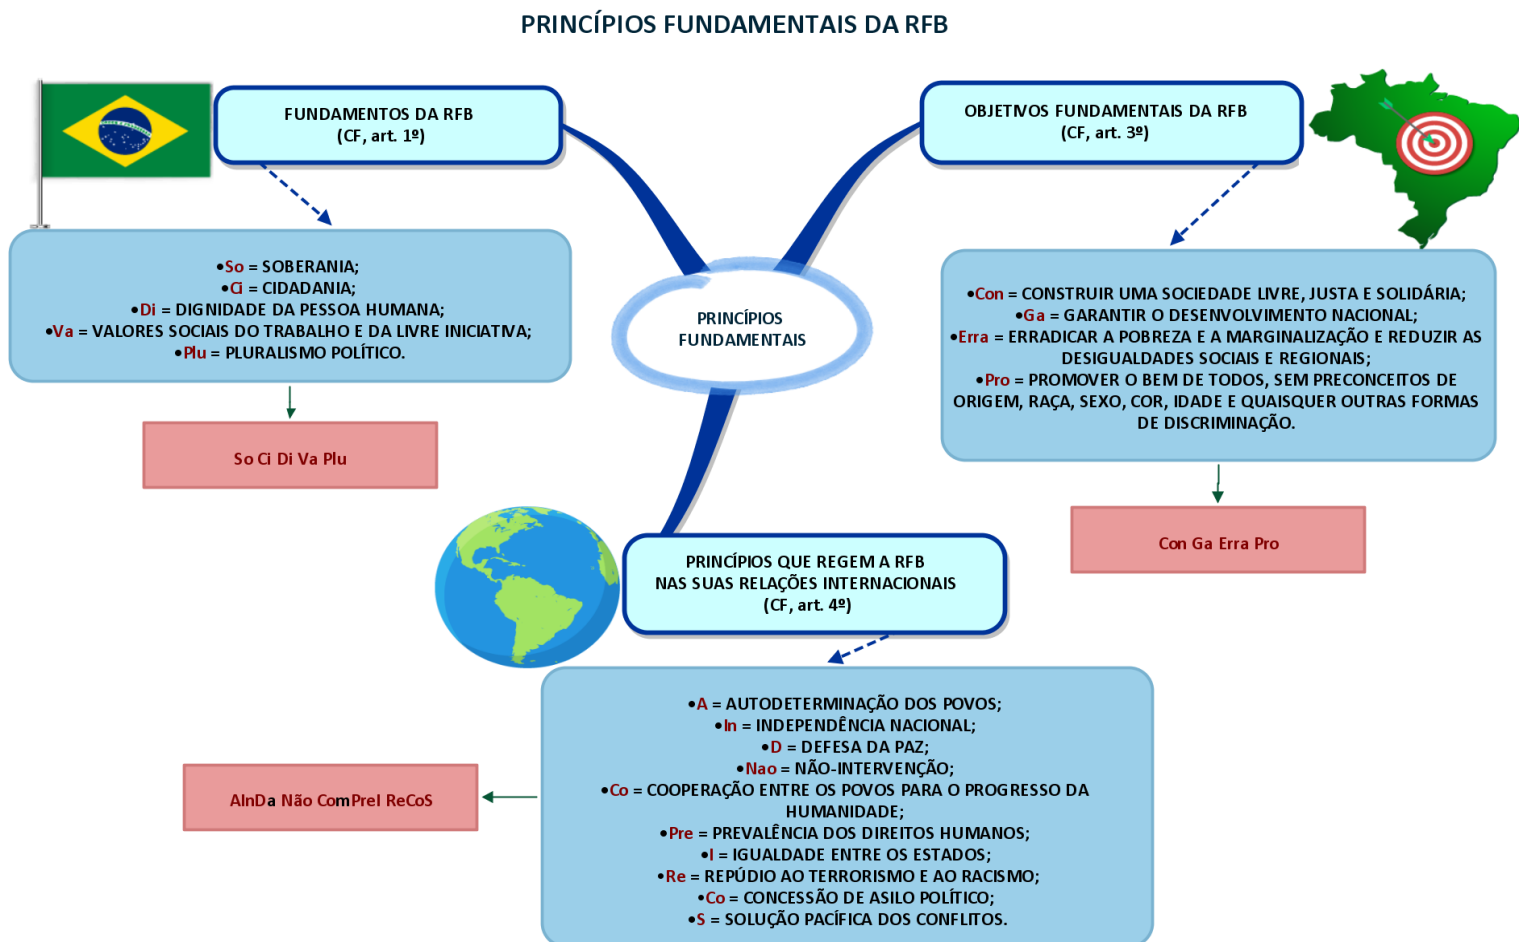 PRINCÍPIOS FUNDAMENTAIS DA RFB
FUNDAMENTOS DA RFB
(CF, art. 1º)
•So = SOBERANIA;
•Ci = CIDADANIA;
•Di = DIGNIDADE DA PESSOA HUMANA;
•Va = VALORES SOCIAIS DO TRABALHO E DA LIVRE INICIATIVA;
•Plu = PLURALISMO POLÍTICO.
So Ci Di Va Plu
OBJETIVOS FUNDAMENTAIS DA RFB
(CF, art. 3º)
•Con = CONSTRUIR UMA SOCIEDADE LIVRE, JUSTA E SOLIDÁRIA;
•Ga = GARANTIR O DESENVOLVIMENTO NACIONAL;
•Erra = ERRADICAR A POBREZA E A MARGINALIZAÇÃO E REDUZIR AS
DESIGUALDADES SOCIAIS E REGIONAIS;
•Pro = PROMOVER O BEM DE TODOS, SEM PRECONCEITOS DE
ORIGEM, RAÇA, SEXO, COR, IDADE E QUAISQUER OUTRAS FORMAS
DE DISCRIMINAÇÃO.
Con Ga Erra Pro
PRINCÍPIOS
FUNDAMENTAIS
PRINCÍPIOS QUE REGEM A RFB
NAS SUAS RELAÇÕES INTERNACIONAIS
(CF, art. 4º)
•A = AUTODETERMINAÇÃO DOS POVOS;
•In = INDEPENDÊNCIA NACIONAL;
•D = DEFESA DA PAZ;
•Nao = NÃO-INTERVENÇÃO;
•Co = COOPERAÇÃO ENTRE OS POVOS PARA O PROGRESSO DA
HUMANIDADE;
•Pre = PREVALÊNCIA DOS DIREITOS HUMANOS;
•I = IGUALDADE ENTRE OS ESTADOS;
•Re = REPÚDIO AO TERRORISMO E AO RACISMO;
•Co = CONCESSÃO DE ASILO POLÍTICO;
•S = SOLUÇÃO PACÍFICA DOS CONFLITOS.
AInDa Não ComPreI ReCoS